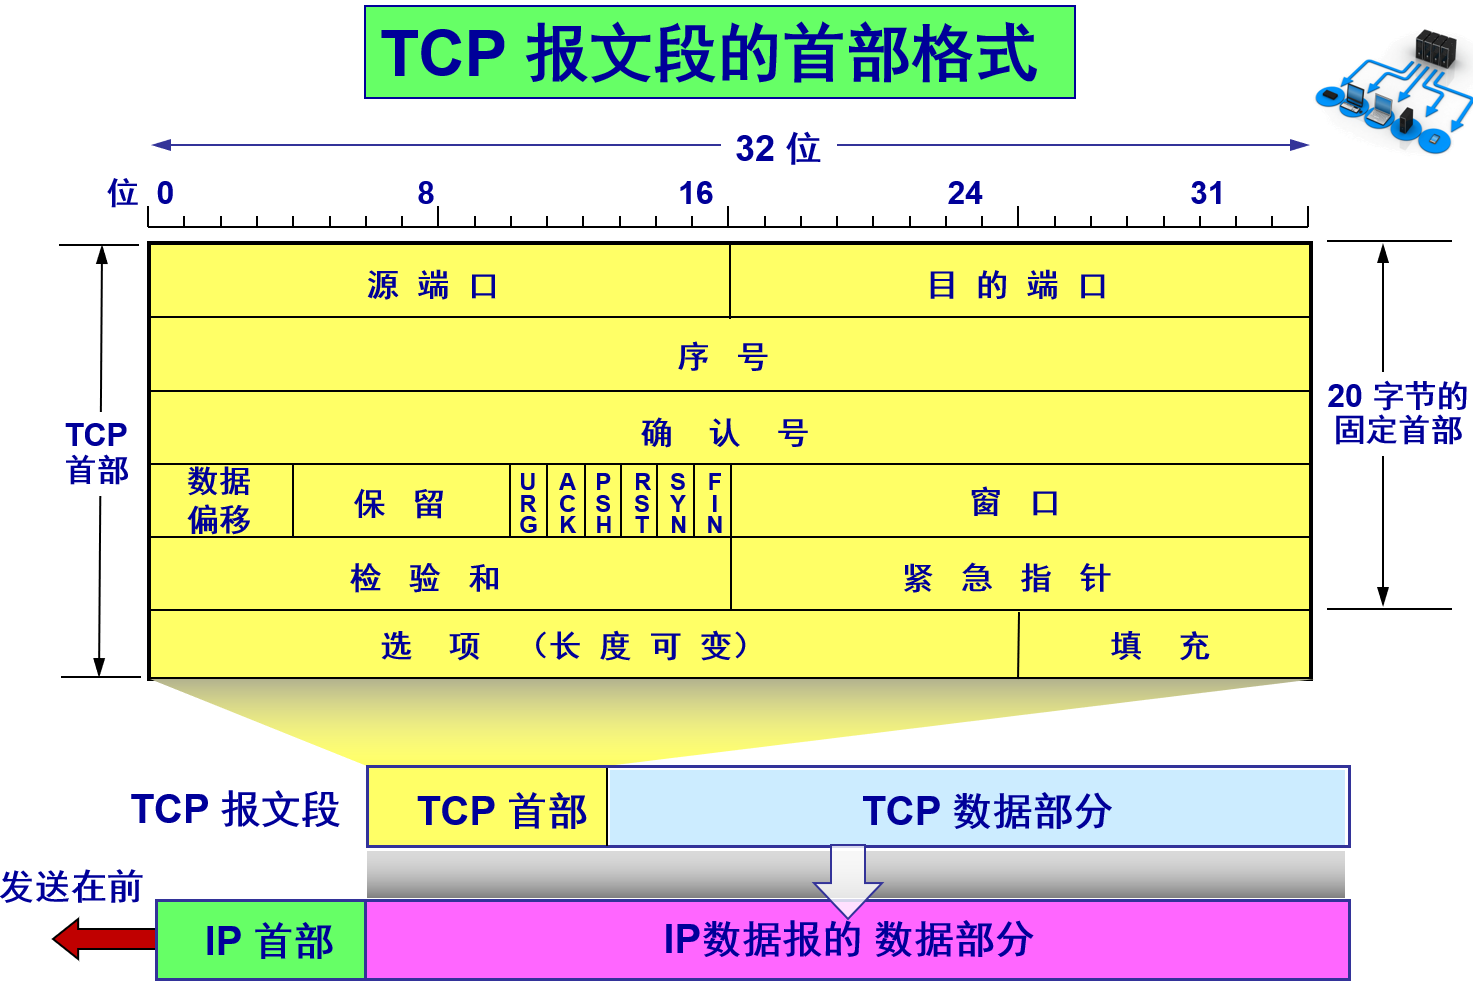 TCP 报文段的首部格式
32 位
位 0 8 16 24 31
源 端 口 目 的 端 口
序 号
确 认 号
TCP
首部
20 字节的
固定首部
数据
偏移
保 留
URG
ACK
PSH
RST
SYN
FIN
窗 口
检 验 和 紧 急 指 针
选 项 （长 度 可 变） 填 充
TCP 报文段
TCP 首部 TCP 数据部分
发送在前
IP 首部 IP数据报的 数据部分